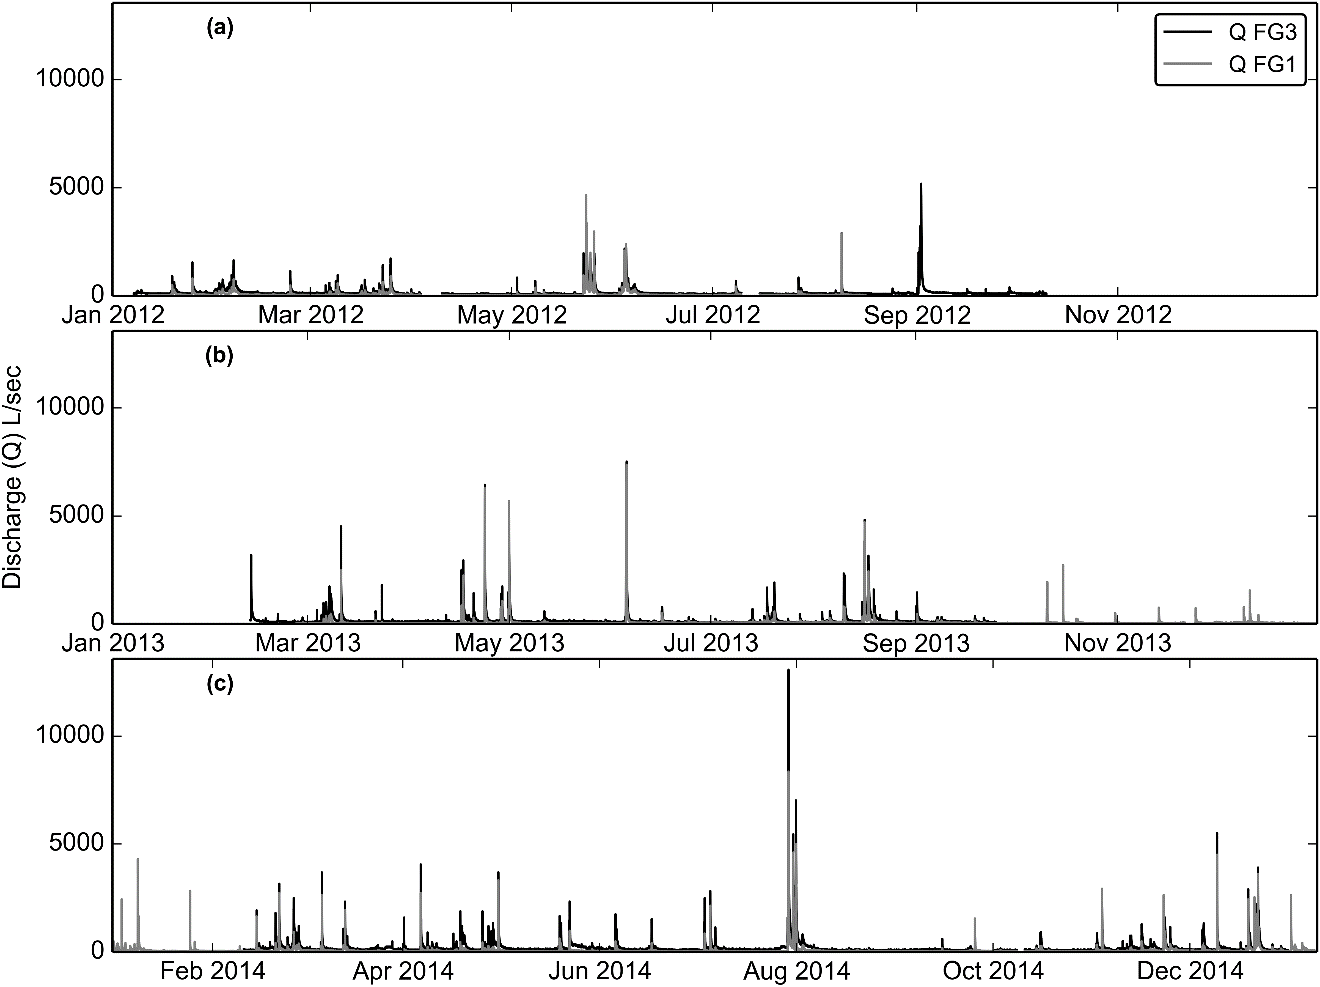 (a)
Q FG3
Q FG1
10000
5000
0
Jan 2012 Mar 2012 May 2012 Jul 2012 Sep 2012 Nov 2012
(b)
Discharge (Q) L/sec
10000
5000
0
Jan 2013 Mar 2013 May 2013 Jul 2013 Sep 2013 Nov 2013
(c)
10000
5000
0
Feb 2014 Apr 2014 Jun 2014 Aug 2014 Oct 2014 Dec 2014